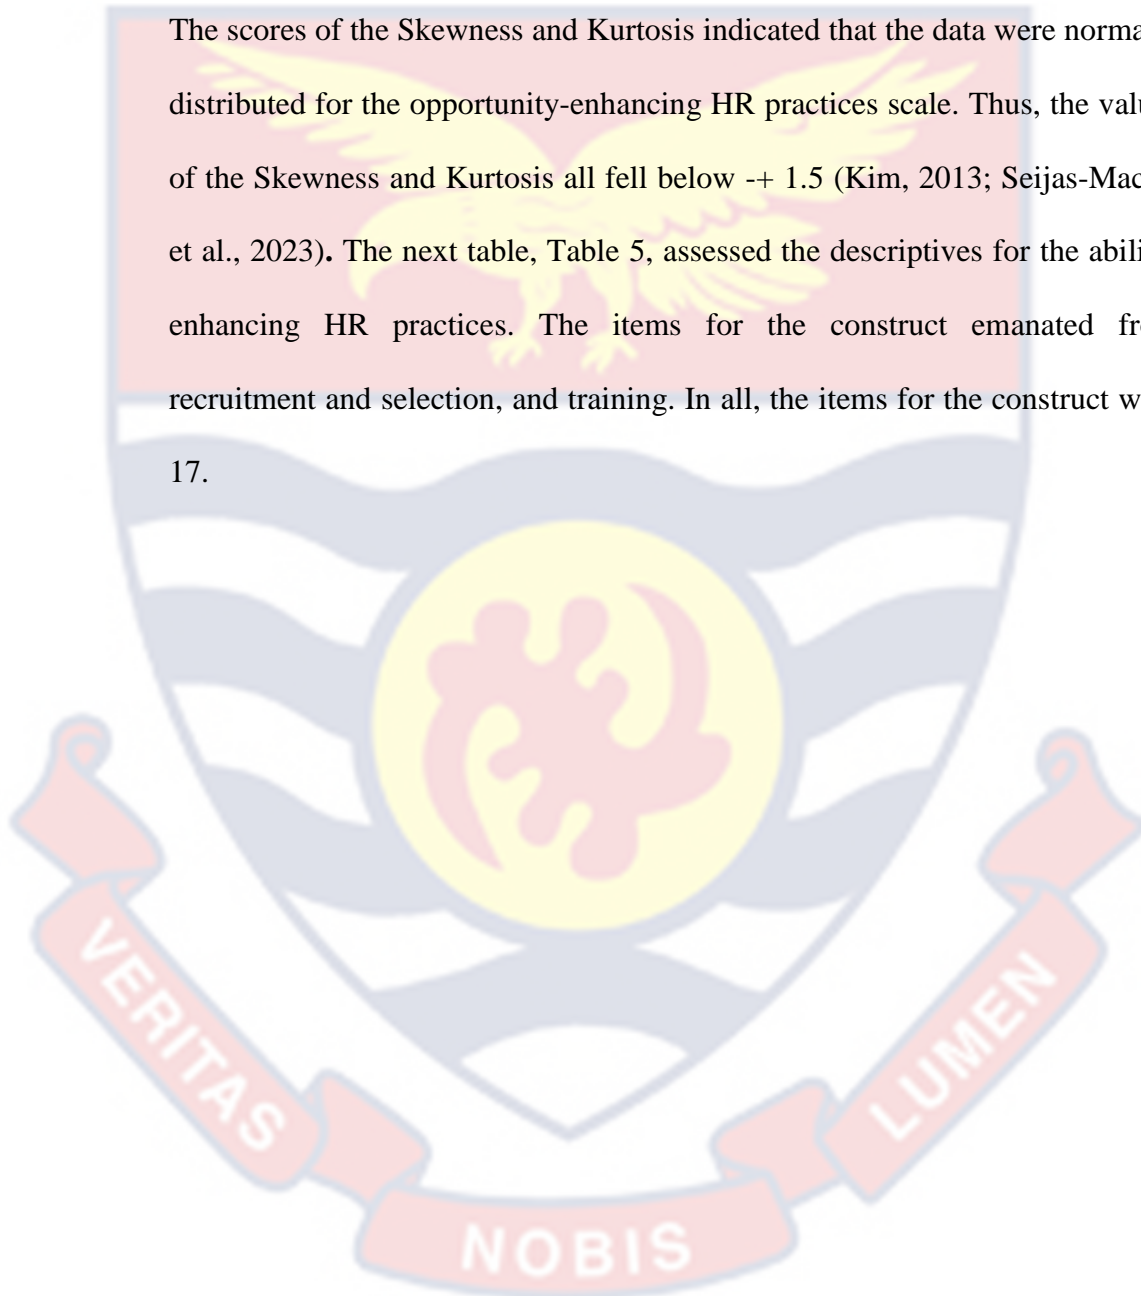 The scores of the Skewness and Kurtosis indicated that the data were norma
distributed for the opportunity-enhancing HR practices scale. Thus, the valu
of the Skewness and Kurtosis all fell below -+ 1.5 (Kim, 2013; Seijas-Mac
et al., 2023). The next table, Table 5, assessed the descriptives for the abili
enhancing HR practices. The items for the construct emanated fr
recruitment and selection, and training. In all, the items for the construct w
17.
VERITAS
NOBIS
LUMEN